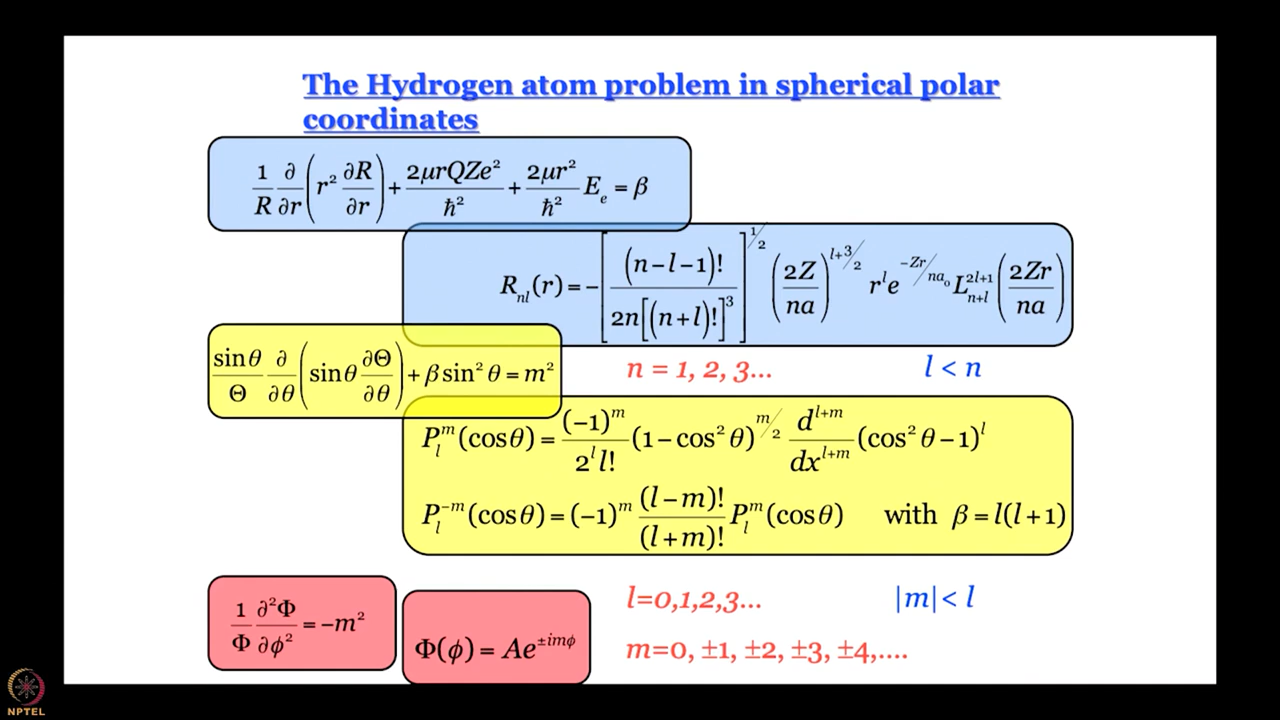 The Hydrogen atom problem in spherical polar
coordinates
1/R ∂/∂r (r² ∂R/∂r) + 2μrQZe²/ħ² + 2μr²/ħ² Eₑ = β
Rₙₗ(r) = −[(n−l−1)! / 2n[(n+l)!]³]^(1/2) (2Z/na)^(l+3/2) r^l e^(−Zr/na₀) L_(n+l)^(2l+1) (2Zr/na)
sinθ/Θ ∂/∂θ (sinθ ∂Θ/∂θ) + β sin²θ = m²
n = 1, 2, 3... l < n
P_l^m (cosθ) = (−1)^m / 2^l l! (1−cos²θ)^(m/2) d^(l+m)/dx^(l+m) (cos²θ−1)^l
P_l^(−m) (cosθ) = (−1)^m (l−m)!/(l+m)! P_l^m (cosθ) with β = l(l+1)
1/Φ ∂²Φ/∂ϕ² = −m²
Φ(ϕ) = Ae^(±imϕ)
l=0,1,2,3... |m|< l
m=0, ±1, ±2, ±3, ±4,....
NPTEL